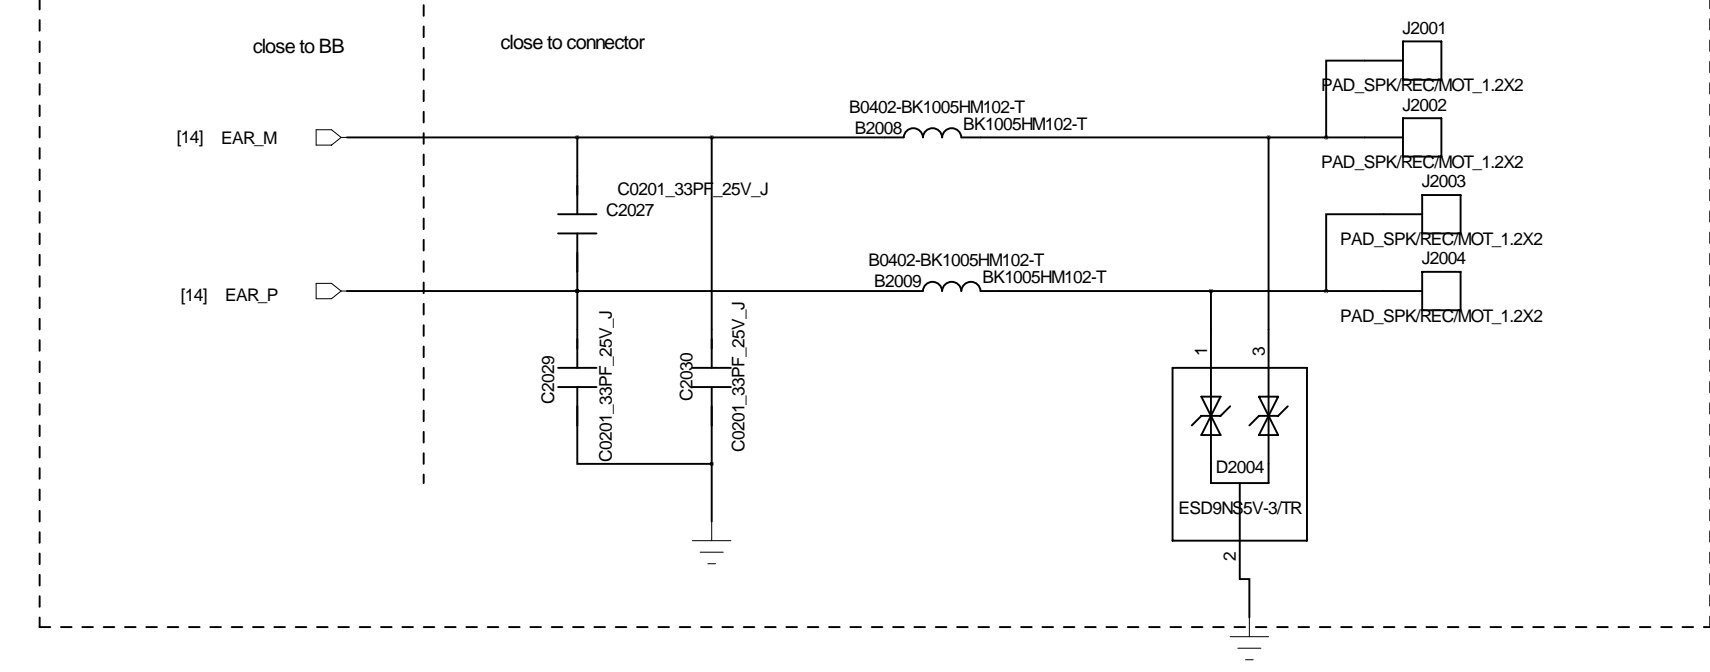 close to BB
close to connector
J2001
PAD_SPK/REC/MOT_1.2X2
B0402-BK1005HM102-T
J2002
B2008
BK1005HM102-T
[14] EAR_M
PAD_SPK/REC/MOT_1.2X2
J2003
C0201_33PF_25V_J
C2027
PAD_SPK/REC/MOT_1.2X2
B0402-BK1005HM102-T
J2004
B2009
BK1005HM102-T
[14] EAR_P
PAD_SPK/REC/MOT_1.2X2
C2029
C0201_33PF_25V_J
C2030
C0201_33PF_25V_J
1
3
D2004
ESD9NS5V-3/TR
2